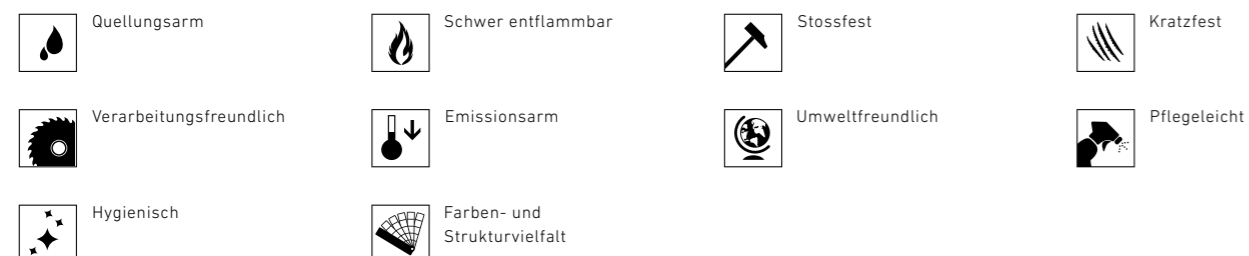 Quellungsarm
Schwer entflammbar
Stossfest
Kratzfest
Verarbeitungsfreundlich
Emissionsarm
Umweltfreundlich
Pflegeleicht
Hygienisch
Farben- und
Strukturvielfalt